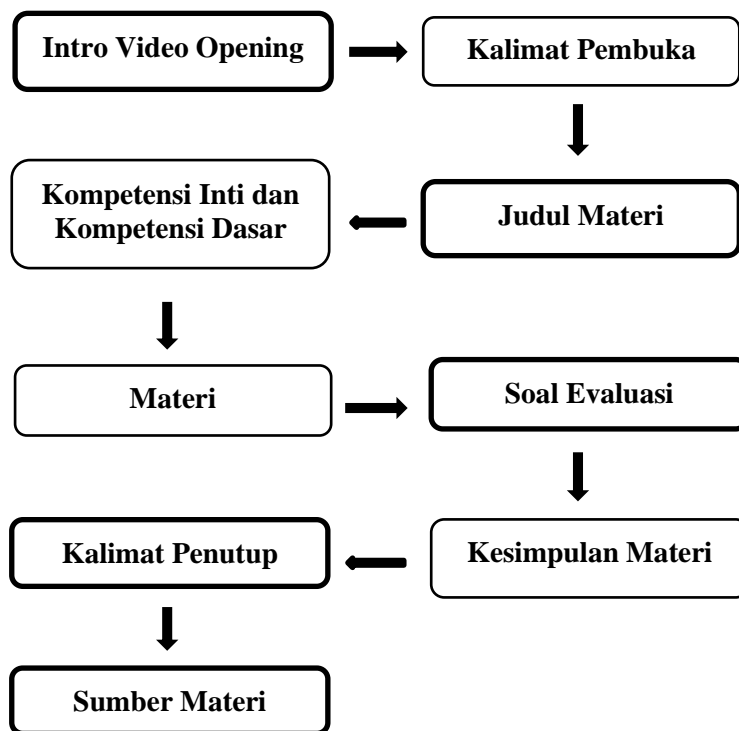 Intro Video Opening
Kalimat Pembuka
Judul Materi
Kompetensi Inti dan
Kompetensi Dasar
Materi
Soal Evaluasi
Kesimpulan Materi
Kalimat Penutup
Sumber Materi